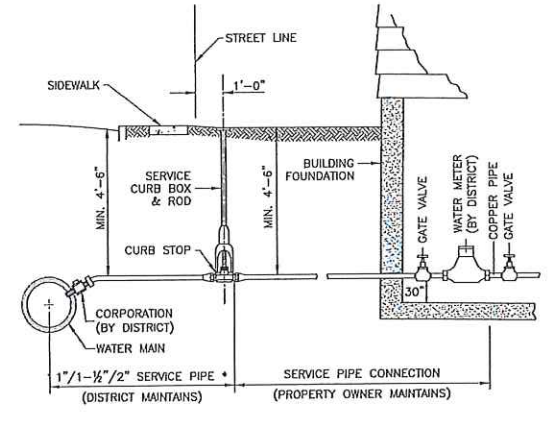 STREET LINE
1'-0"
SIDEWALK
MIN. 4'-6"
SERVICE
CURB BOX
& ROD
MIN. 4'-6"
BUILDING
FOUNDATION
GATE VALVE
WATER METER
(BY DISTRICT)
COPPER PIPE
GATE VALVE
CURB STOP
30"
CORPORATION
(BY DISTRICT)
WATER MAIN
1"/1-½"/2" SERVICE PIPE *
(DISTRICT MAINTAINS)
SERVICE PIPE CONNECTION
(PROPERTY OWNER MAINTAINS)